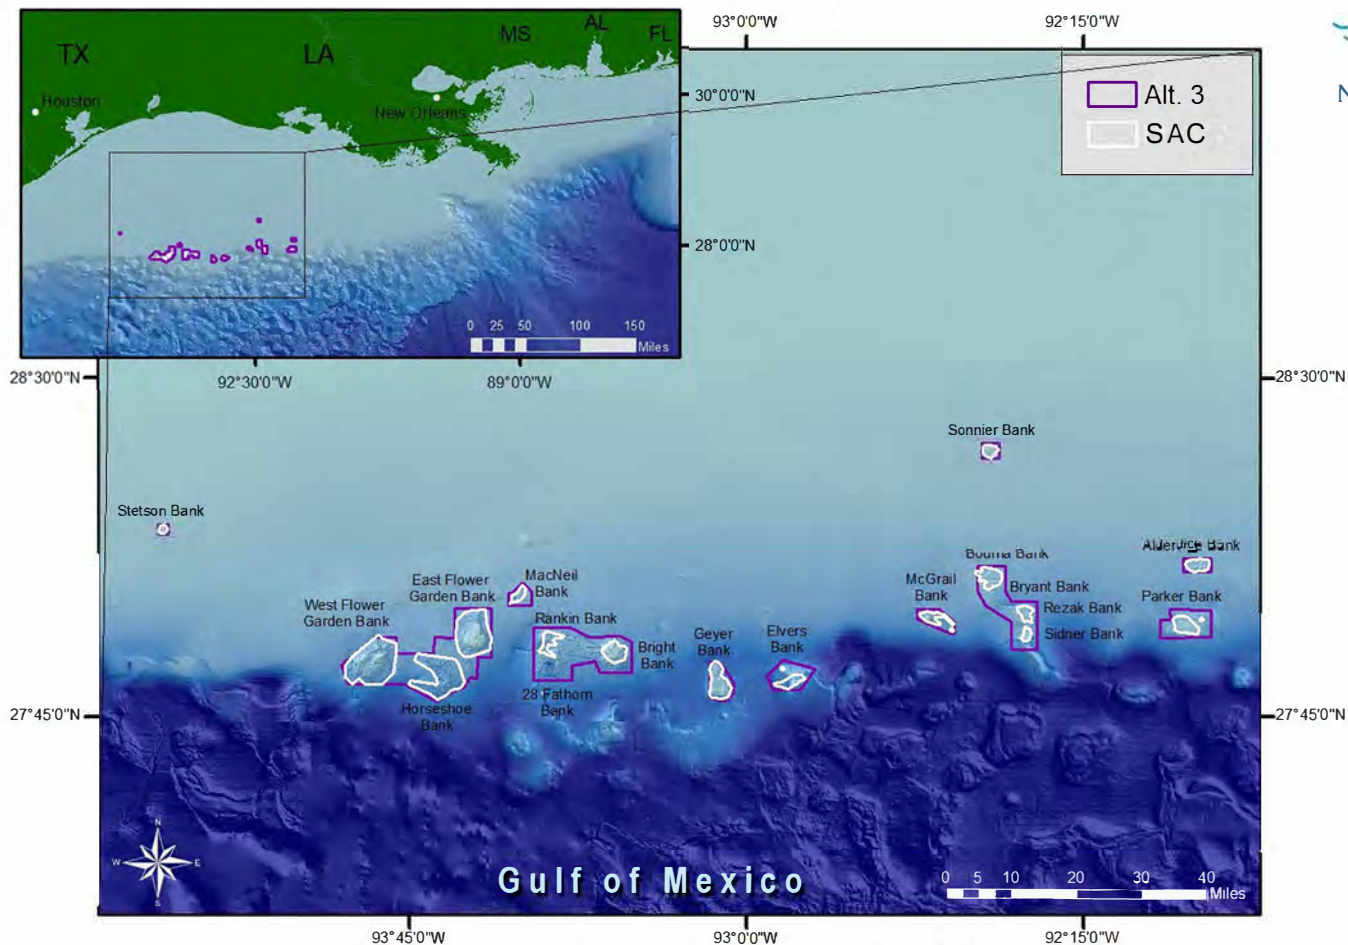 TX
LA
MS
AL
FL
Houston
New Orleans
0 25 50 100 150
Miles
93°0'0"W
92°15'0"W
N
Alt. 3
SAC
30°0'0"N
28°0'0"N
28°30'0"N
92°30'0"W
89°0'0"W
28°30'0"N
Sonnier Bank
Stetson Bank
Bank
Bouma Bank
MacNeil
Bank
East Flower
Garden Bank
McGrail
Bank
Bryant Bank
Parker Bank
West Flower
Garden Bank
Rankin Bank
Rezak Bank
Sidner Bank
Geyer
Bank
Elvers
Bank
Bright
Bank
28 Fathom
Bank
Horseshoe
Bank
27°45'0"N
27°45'0"N
N
W
E
S
Gulf of Mexico
0 5 10 20 30 40
Miles
93°45'0"W
93°0'0"W
92°15'0"W